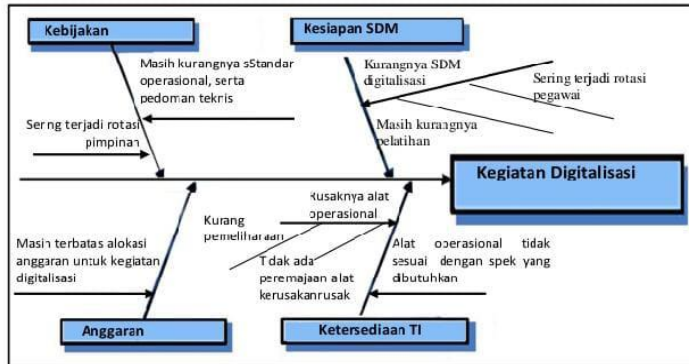 Kebijakan
Kesiapan SDM
Masih kurangnya sStandar
operasional, serta
pedoman teknis
Kurangnya SDM
digitalisasi
Sering terjadi rotasi
pegawai
Sering terjadi rotasi
pimpinan
Masih kurangnya
pelatihan
Kegiatan Digitalisasi
Rusaknya alat
operasional
Kurang
pemeliharaan
Masih terbatas alokasi
anggaran untuk kegiatan
digitalisasi
Tidak ada
peremajaan alat
kerusakanrusak
Alat operasional tidak
sesuai dengan spek yang
dibutuhkan
Anggaran
Ketersediaan TI